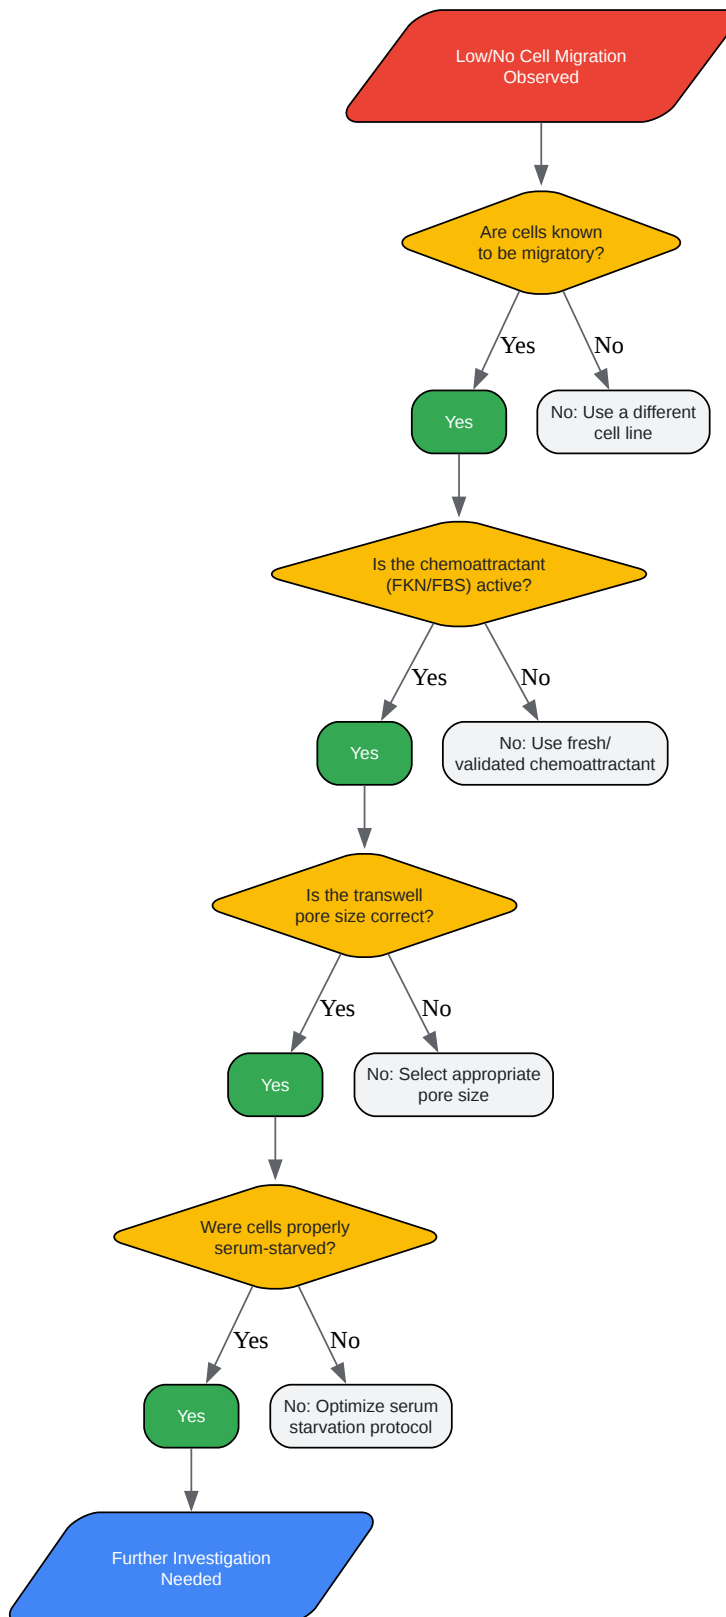 Low/No Cell Migration
Observed
Are cells known
to be migratory?
Yes
No
Yes
No: Use a different
cell line
Is the chemoattractant
(FKN/FBS) active?
Yes
No
Yes
No: Use fresh/
validated chemoattractant
Is the transwell
pore size correct?
Yes
No
Yes
No: Select appropriate
pore size
Were cells properly
serum-starved?
Yes
No
Yes
No: Optimize serum
starvation protocol
Further Investigation
Needed